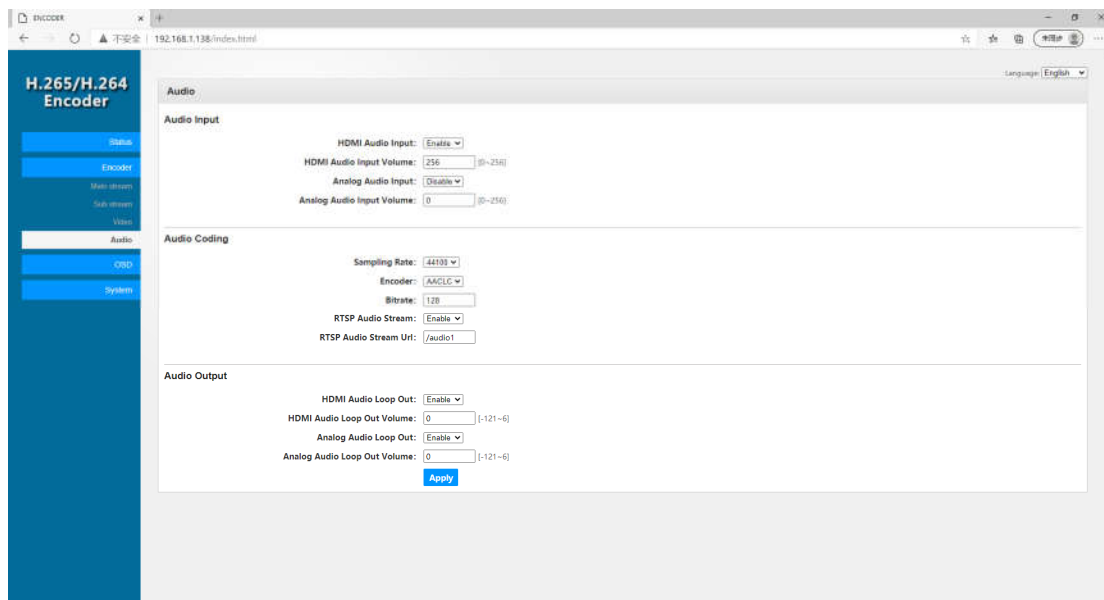 ENCODER
不安全 192.168.1.138/index.html
Language: English
H.265/H.264
Encoder
Status
Encoder
Main stream
Sub stream
Video
Audio
OSD
System
Audio
Audio Input
HDMI Audio Input: Enable
HDMI Audio Input Volume: 256 [0~256]
Analog Audio Input: Disable
Analog Audio Input Volume: 0 [0~256]
Audio Coding
Sampling Rate: 44100
Encoder: AACLC
Bitrate: 128
RTSP Audio Stream: Enable
RTSP Audio Stream Url: /audio1
Audio Output
HDMI Audio Loop Out: Enable
HDMI Audio Loop Out Volume: 0 [-121~6]
Analog Audio Loop Out: Enable
Analog Audio Loop Out Volume: 0 [-121~6]
Apply